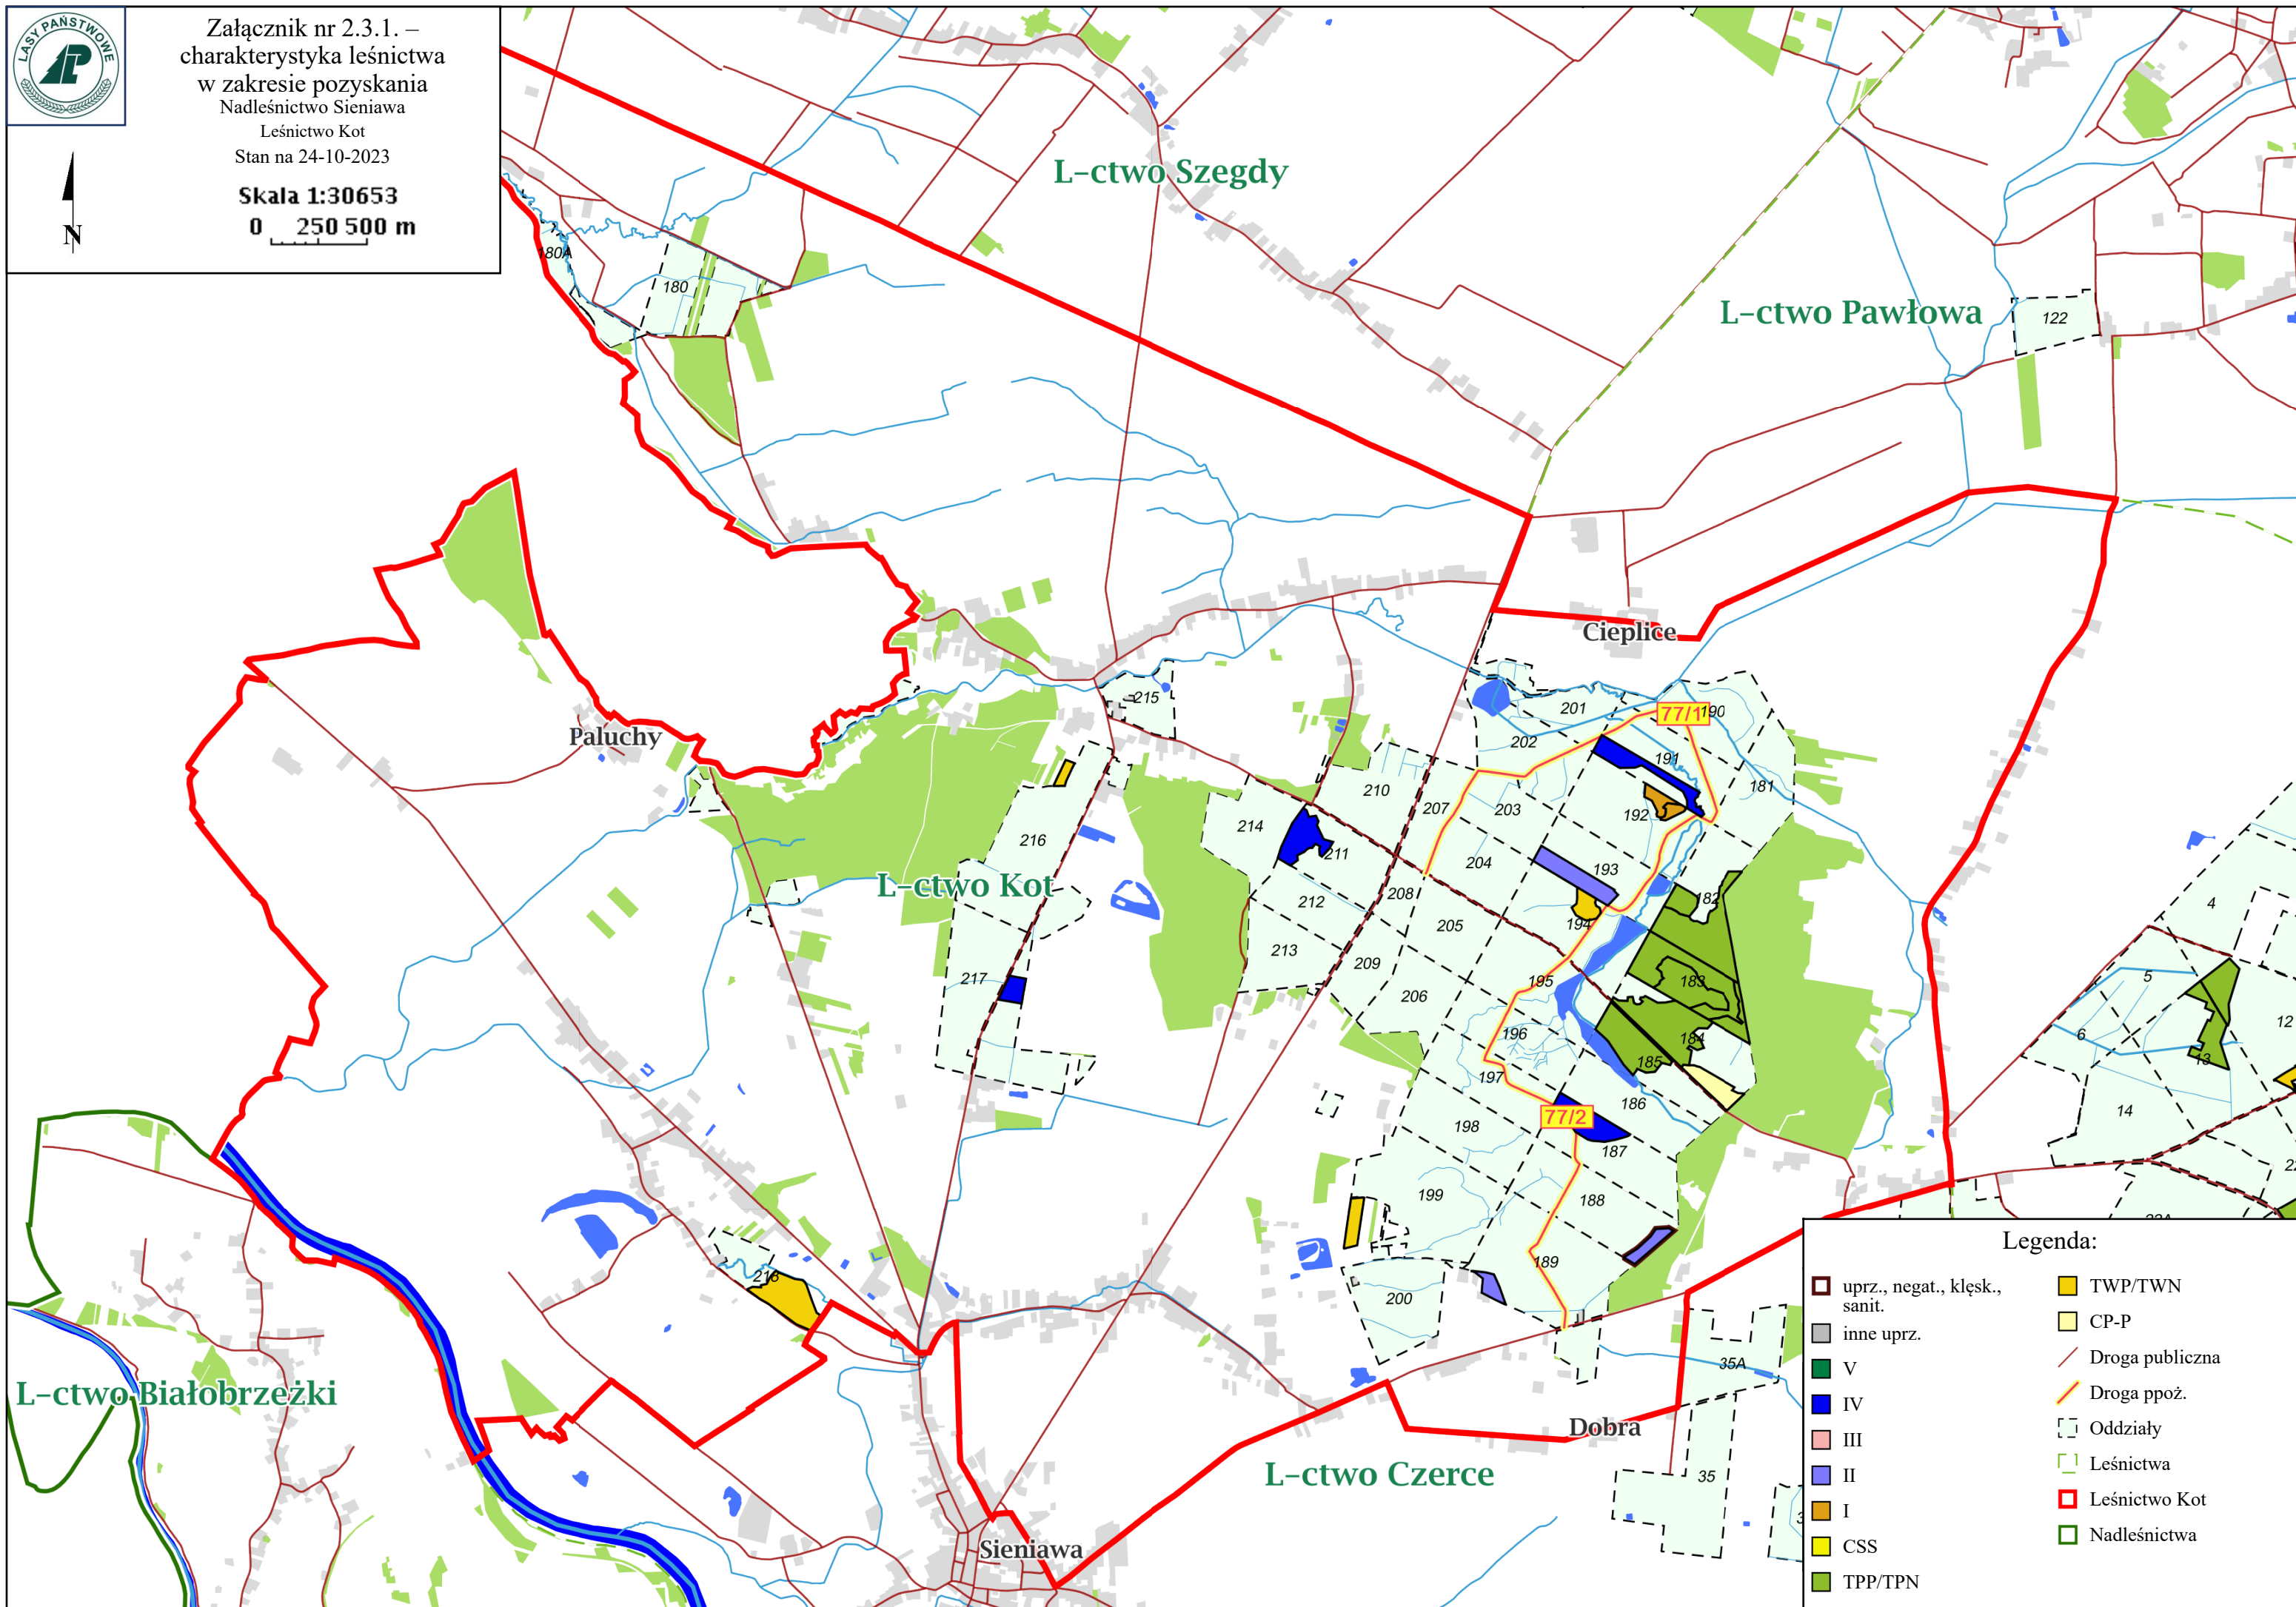 LASY PAŃSTWOWE
LP
Załącznik nr 2.3.1. –
charakterystyka leśnictwa
w zakresie pozyskania
Nadleśnictwo Sieniawa
Leśnictwo Kot
Stan na 24-10-2023
Skala 1:30653
0 250 500 m
N
L-ctwo Szegdy
L-ctwo Pawłowa
180A
180
122
Cieplice
215
201
77/1
190
202
Paluchy
191
181
210
207
203
192
216
214
211
204
193
L-ctwo Kot
182
208
212
4
205
194
213
209
217
195
183
5
206
12
196
184
6
185
13
197
186
14
77/2
198
187
199
188
22A
218
189
200
35A
L-ctwo Białobrzeżki
Dobra
L-ctwo Czerce
35
Sieniawa
Legenda:
uprz., negat., klęsk.,
sanit.
inne uprz.
V
IV
III
II
I
CSS
TPP/TPN
TWP/TWN
CP-P
Droga publiczna
Droga ppoż.
Oddziały
Leśnictwa
Leśnictwo Kot
Nadleśnictwa